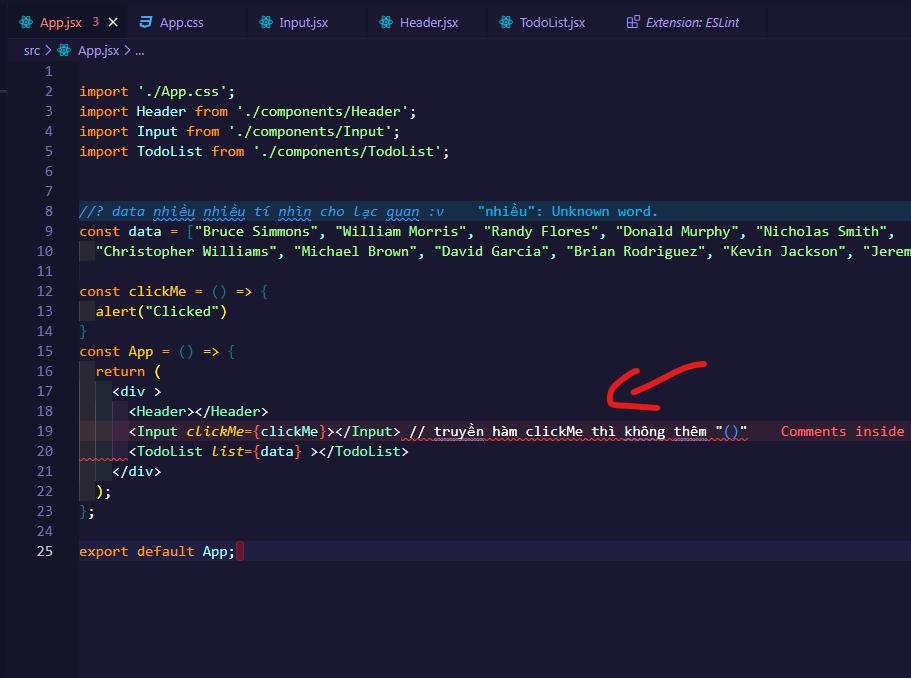 App.jsx 3 App.css Input.jsx Header.jsx TodoList.jsx Extension: ESLint
src > App.jsx > ...
1
2 import './App.css';
3 import Header from './components/Header';
4 import Input from './components/Input';
5 import TodoList from './components/TodoList';
6
7
8 //? data nhiều nhiều tí nhìn cho lạc quan :v "nhiều": Unknown word.
9 const data = ["Bruce Simmons", "William Morris", "Randy Flores", "Donald Murphy", "Nicholas Smith",
10 "Christopher Williams", "Michael Brown", "David Garcia", "Brian Rodriguez", "Kevin Jackson", "Jerem
11
12 const clickMe = () => {
13 alert("Clicked")
14 }
15 const App = () => {
16 return (
17 <div >
18 <Header></Header>
19 <Input clickMe={clickMe}></Input> // truyền hàm clickMe thì không thêm "()" Comments inside
20 <TodoList list={data} ></TodoList>
21 </div>
22 );
23 };
24
25 export default App;